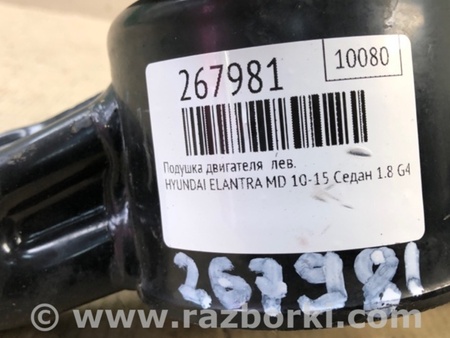 267981
10080
Подушка двигателя лев.
HYUNDAI ELANTRA MD 10-15 Седан 1.8 G4
267981
www.razborki.com